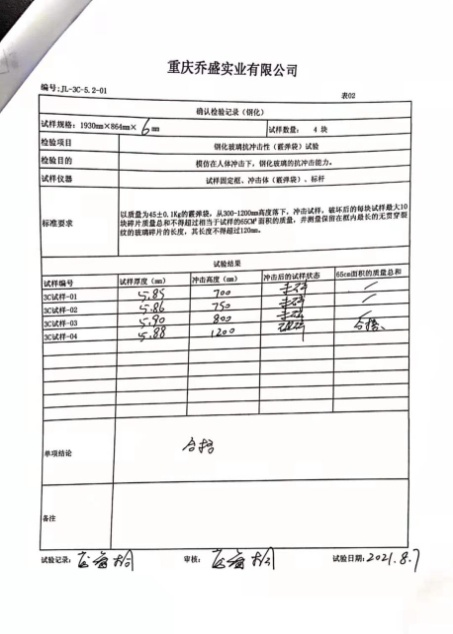 重庆乔盛实业有限公司
编号:JL-3C-5.2-01 表02
确认检验记录（钢化）
试样规格：1930mm×864mm×6mm 试样数量： 4 块
检验项目 钢化玻璃抗冲击性（霰弹袋）试验
检验目的 模仿在人体冲击下，钢化玻璃的抗冲击能力。
试样仪器 试样固定框、冲击体（霰弹袋）、标杆
标准要求 以质量为45±0.1Kg的霰弹袋，从300-1200mm高度落下，冲击试样，破坏后的每块试样最大10
块碎片质量总和不得超过相当于试样的65CM²面积的质量，并测量保留在框内最长的无贯穿裂
纹的玻璃碎片的长度，其长度不得超过120mm。
试验结果
试样编号 试样厚度（mm） 冲击高度（mm） 冲击后的试样状态 65cm面积的质量总和
3C试样-01 5.85 700 /
3C试样-02 5.86 750 /
3C试样-03 5.90 800 /
3C试样-04 5.88 1200 合格、
单项结论 合格
备注
试验记录: 审核: 试验日期:2021.8.7